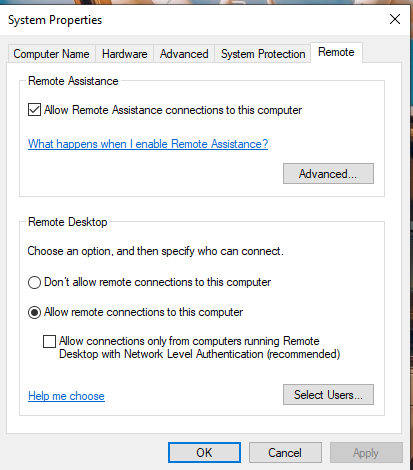 System Properties
Computer Name
Hardware
Advanced
System Protection
Remote
Remote Assistance
Allow Remote Assistance connections to this computer
What happens when I enable Remote Assistance?
Advanced...
Remote Desktop
Choose an option, and then specify who can connect.
Don't allow remote connections to this computer
Allow remote connections to this computer
Allow connections only from computers running Remote
Desktop with Network Level Authentication (recommended)
Help me choose
Select Users...
OK
Cancel
Apply